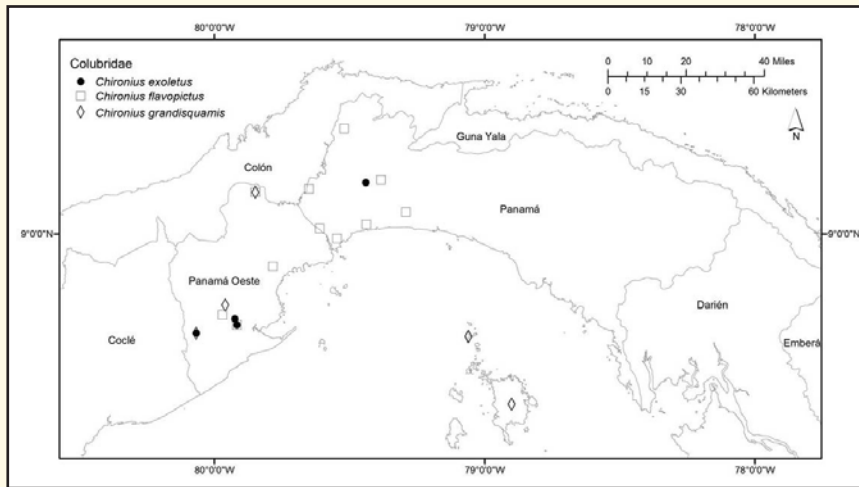 80°0'0"W 79°0'0"W 78°0'0"W
Colubridae
Chironius exoletus
Chironius flavopictus
Chironius grandisquamis
0 10 20 40 Miles
0 15 30 60 Kilometers
N
Guna Yala
Colón
Panamá
9°0'0"N 9°0'0"N
Panamá Oeste
Darién
Coclé
Emberá
80°0'0"W 79°0'0"W 78°0'0"W